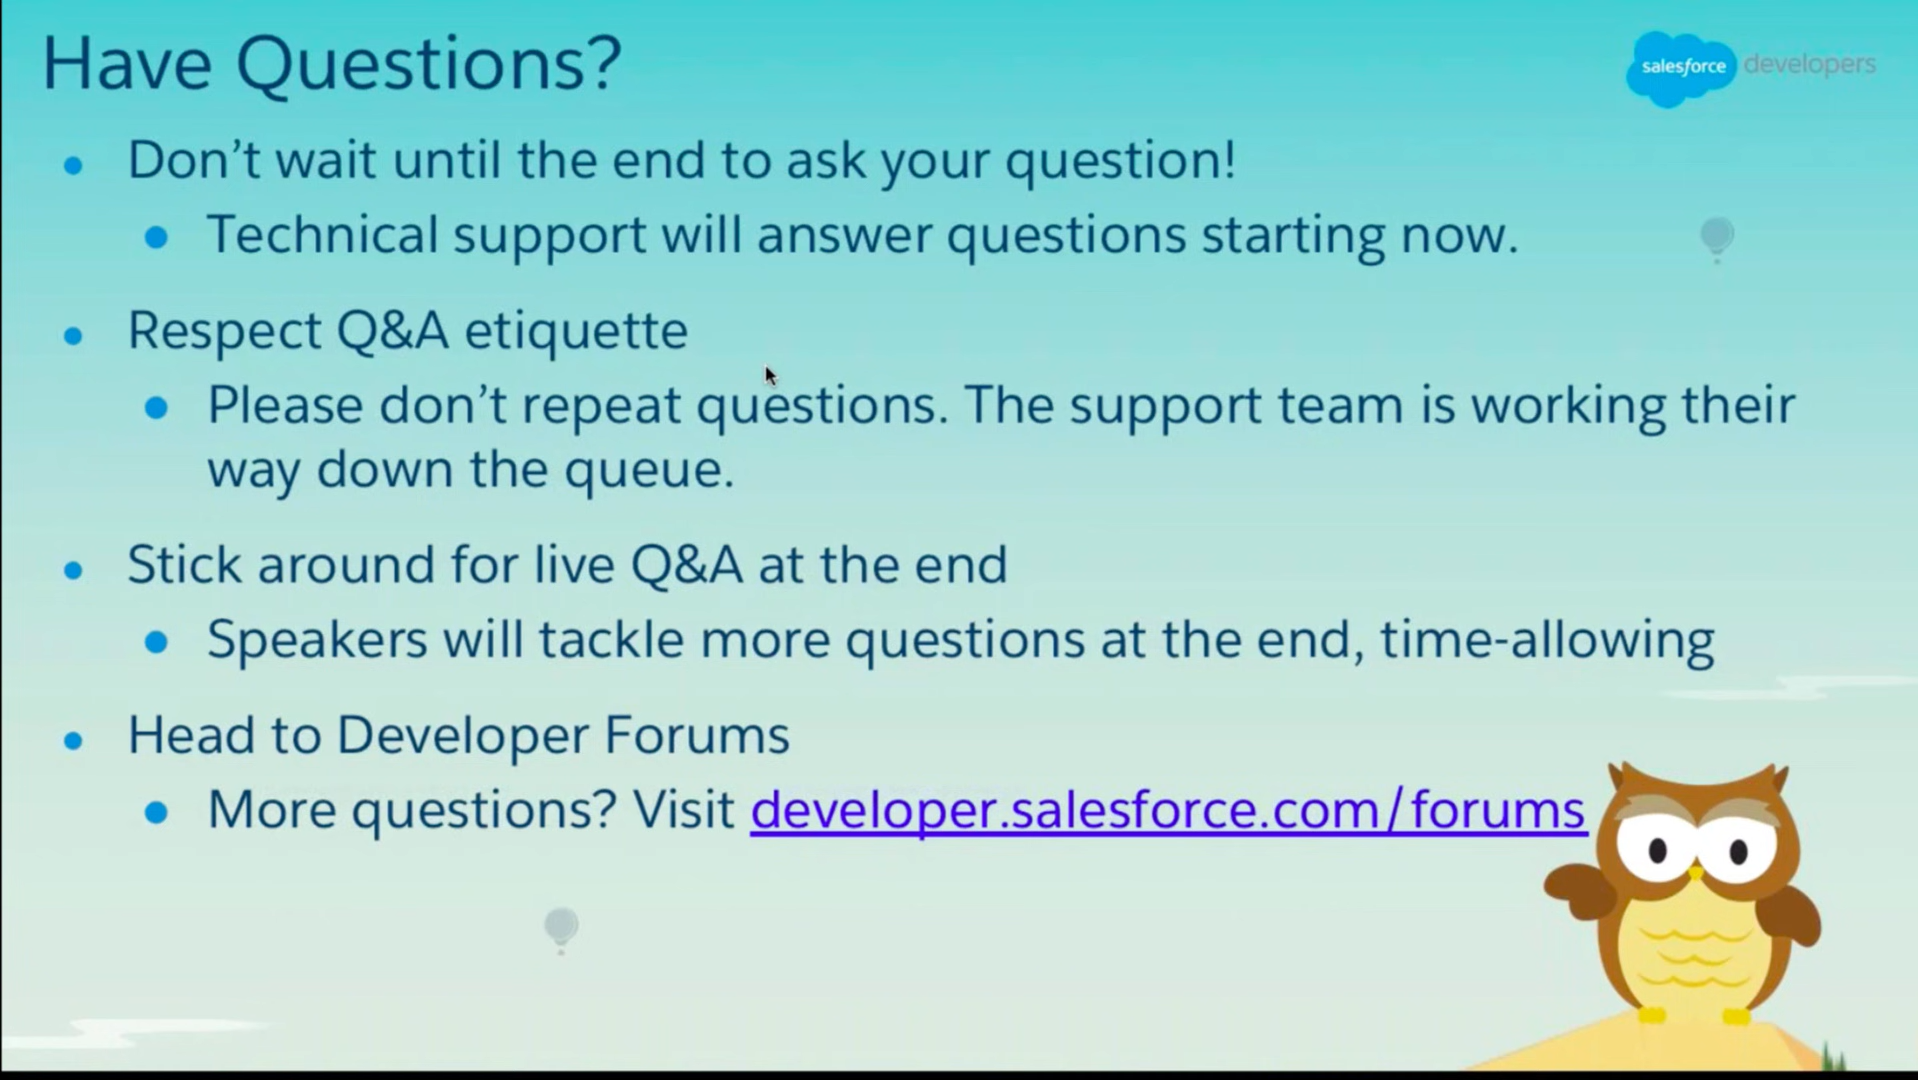 Have Questions?
salesforce developers
Don’t wait until the end to ask your question!
Technical support will answer questions starting now.
Respect Q&A etiquette
Please don’t repeat questions. The support team is working their
way down the queue.
Stick around for live Q&A at the end
Speakers will tackle more questions at the end, time-allowing
Head to Developer Forums
More questions? Visit developer.salesforce.com/forums